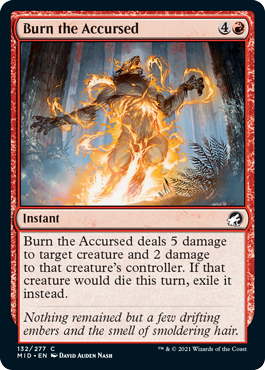 Burn the Accursed 4
Instant
Burn the Accursed deals 5 damage
to target creature and 2 damage
to that creature's controller. If that
creature would die this turn, exile it
instead.
Nothing remained but a few drifting
embers and the smell of smoldering hair.
132/277 C
MID • EN DAVID AUDEN NASH
™ & © 2021 Wizards of the Coast